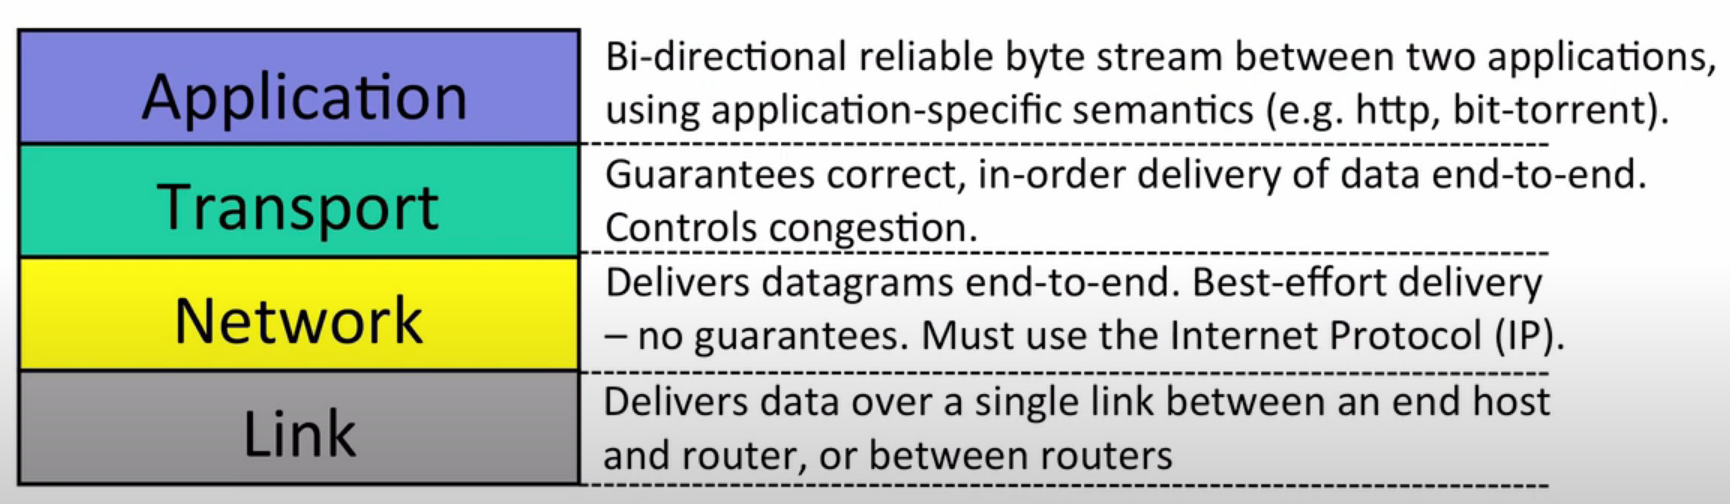 Application
Bi-directional reliable byte stream between two applications,
using application-specific semantics (e.g. http, bit-torrent).
Transport
Guarantees correct, in-order delivery of data end-to-end.
Controls congestion.
Network
Delivers datagrams end-to-end. Best-effort delivery
– no guarantees. Must use the Internet Protocol (IP).
Link
Delivers data over a single link between an end host
and router, or between routers